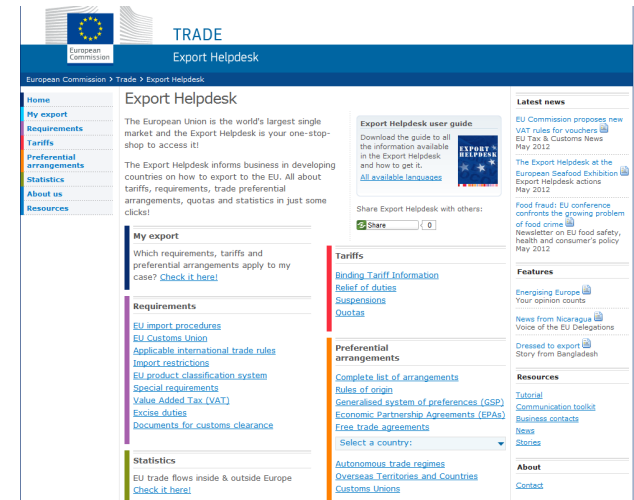 European
Commission
TRADE
Export Helpdesk
European Commission > Trade > Export Helpdesk
Home
My export
Requirements
Tariffs
Preferential
arrangements
Statistics
About us
Resources
Export Helpdesk
The European Union is the world's largest single
market and the Export Helpdesk is your one-stop-
shop to access it!
The Export Helpdesk informs business in developing
countries on how to export to the EU. All about
tariffs, requirements, trade preferential
arrangements, quotas and statistics in just some
clicks!
Export Helpdesk user guide
Download the guide to all
the information available
in the Export Helpdesk
and how to get it.
All available languages
EXPORT
HELPDESK
Share Export Helpdesk with others:
Share
0
My export
Which requirements, tariffs and
preferential arrangements apply to my
case? Check it here!
Requirements
EU import procedures
EU Customs Union
Applicable international trade rules
Import restrictions
EU product classification system
Special requirements
Value Added Tax (VAT)
Excise duties
Documents for customs clearance
Statistics
EU trade flows inside & outside Europe
Check it here!
Tariffs
Binding Tariff Information
Relief of duties
Suspensions
Quotas
Preferential
arrangements
Complete list of arrangements
Rules of origin
Generalised system of preferences (GSP)
Economic Partnership Agreements (EPAs)
Free trade agreements
Select a country:
Autonomous trade regimes
Overseas Territories and Countries
Customs Unions
Latest news
EU Commission proposes new
VAT rules for vouchers
EU Tax & Customs News
May 2012
The Export Helpdesk at the
European Seafood Exhibition
Export Helpdesk actions
May 2012
Food fraud: EU conference
confronts the growing problem
of food crime
Newsletter on EU food safety,
health and consumer's policy
May 2012
Features
Energising Europe
Your opinion counts
News from Nicaragua
Voice of the EU Delegations
Dressed to export
Story from Bangladesh
Resources
Tutorial
Communication toolkit
Business contacts
News
Stories
About
Contact